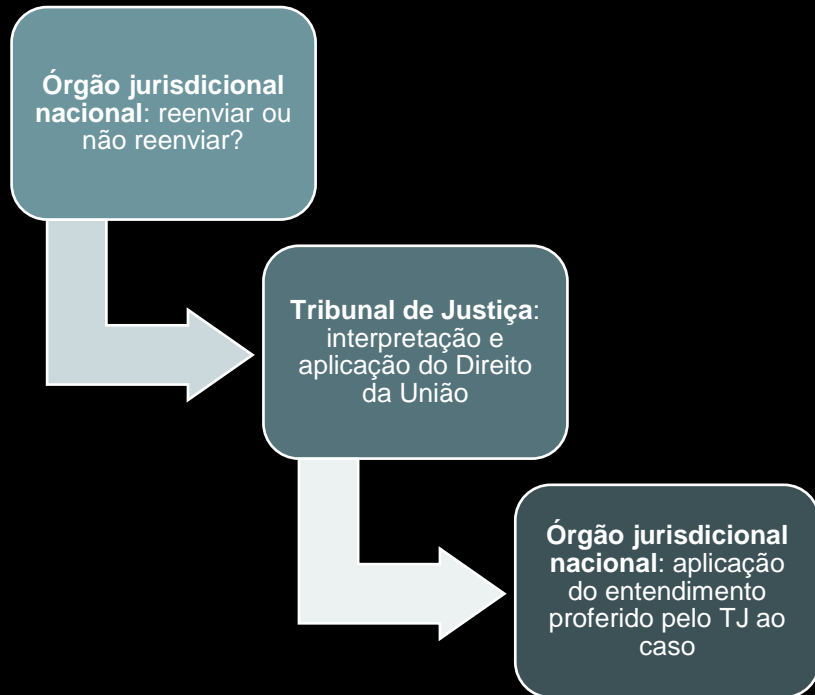 Órgão jurisdicional
nacional: reenviar ou
não reenviar?
Tribunal de Justiça:
interpretação e
aplicação do Direito
da União
Órgão jurisdicional
nacional: aplicação
do entendimento
proferido pelo TJ ao
caso